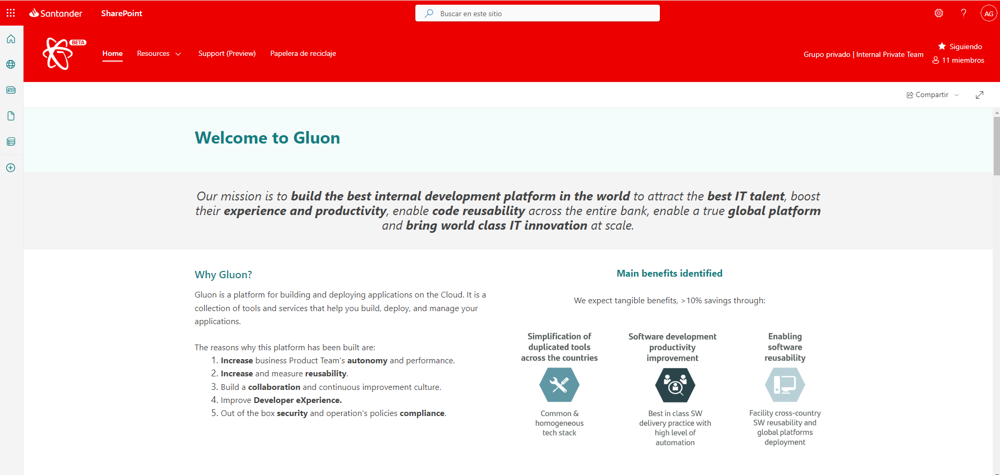 Santander
SharePoint
Buscar en este sitio
AG
BETA
Home
Resources
Support (Preview)
Papelera de reciclaje
Grupo privado | Internal Private Team
Siguiendo
11 miembros
Compartir
Welcome to Gluon
Our mission is to build the best internal development platform in the world to attract the best IT talent, boost
their experience and productivity, enable code reusability across the entire bank, enable a true global platform
and bring world class IT innovation at scale.
Why Gluon?
Gluon is a platform for building and deploying applications on the Cloud. It is a
collection of tools and services that help you build, deploy, and manage your
applications.
The reasons why this platform has been built are:
1. Increase business Product Team's autonomy and performance.
2. Increase and measure reusability.
3. Build a collaboration and continuous improvement culture.
4. Improve Developer eXperience.
5. Out of the box security and operation's policies compliance.
Main benefits identified
We expect tangible benefits, >10% savings through:
Simplification of
duplicated tools
across the countries
Common &
homogeneous
tech stack
Software development
productivity
improvement
Best in class SW
delivery practice with
high level of
automation
Enabling
software
reusability
Facility cross-country
SW reusability and
global platforms
deployment